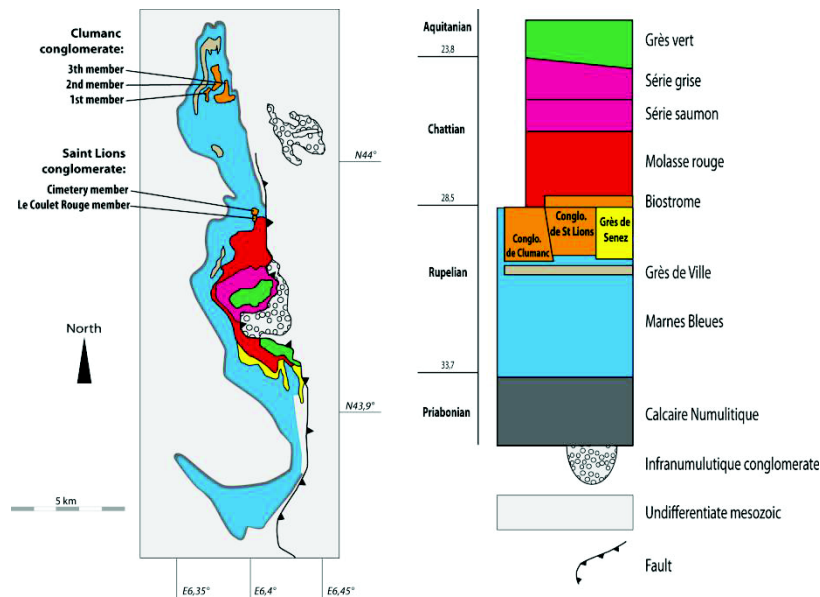 Clumanc
conglomerate:
3th member
2nd member
1st member
Saint Lions
conglomerate:
Cimetery member
Le Coulet Rouge member
North
5 km
N44°
N43,9°
E6,35°
E6,4°
E6,45°
Aquitanian
23.8
Chattian
28.5
Rupelian
33.7
Priabonian
Conglo.
de Clumanc
Conglo.
de St Lions
Grès de
Senez
Grès vert
Série grise
Série saumon
Molasse rouge
Biostrome
Grès de Ville
Marnes Bleues
Calcaire Numulitique
Infranumulutique conglomerate
Undifferentiate mesozoic
Fault